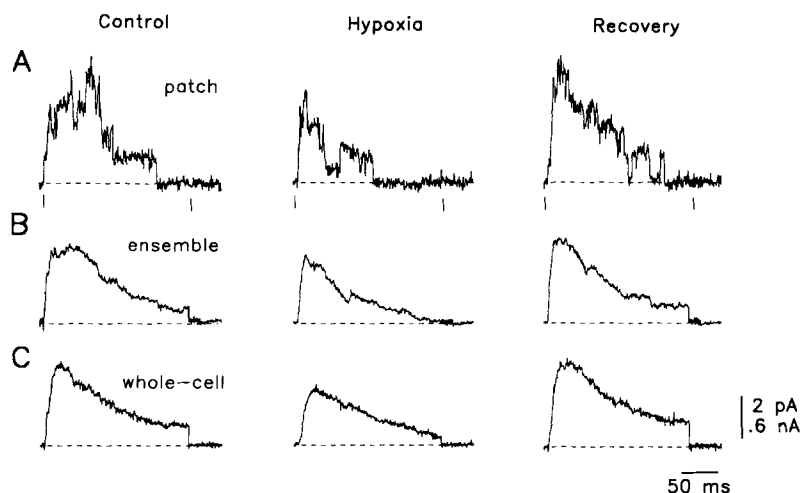 Control Hypoxia Recovery
A
patch
B
ensemble
C
whole-cell
2 pA
.6 nA
50 ms